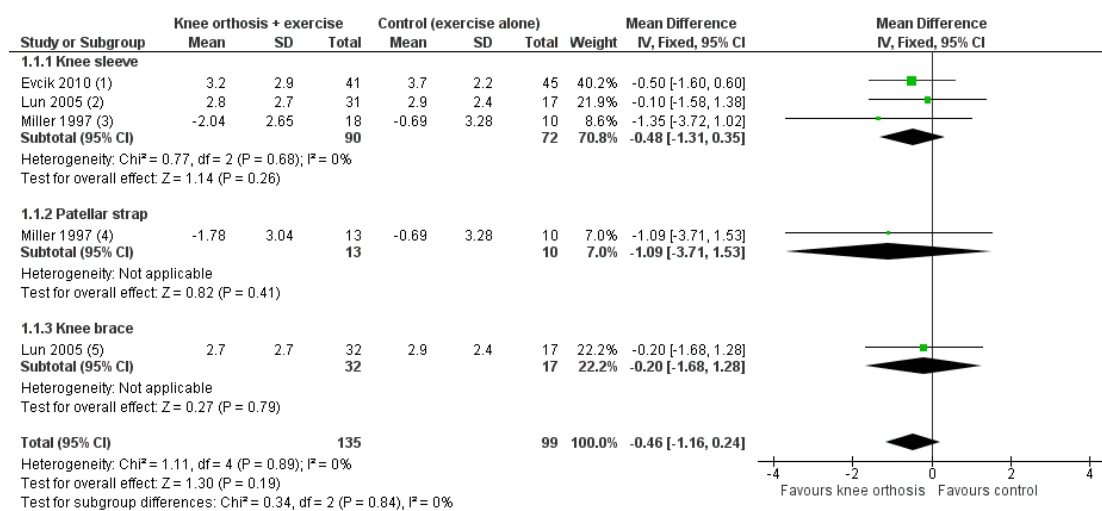 Knee orthosis + exercise Control (exercise alone) Mean Difference Mean Difference
Study or Subgroup Mean SD Total Mean SD Total Weight IV, Fixed, 95% CI IV, Fixed, 95% CI
1.1.1 Knee sleeve
Evcik 2010 (1) 3.2 2.9 41 3.7 2.2 45 40.2% -0.50 [-1.60, 0.60]
Lun 2005 (2) 2.8 2.7 31 2.9 2.4 17 21.9% -0.10 [-1.58, 1.38]
Miller 1997 (3) -2.04 2.65 18 -0.69 3.28 10 8.6% -1.35 [-3.72, 1.02]
Subtotal (95% CI) 90 72 70.8% -0.48 [-1.31, 0.35]
Heterogeneity: Chi² = 0.77, df = 2 (P = 0.68); I² = 0%
Test for overall effect: Z = 1.14 (P = 0.26)
1.1.2 Patellar strap
Miller 1997 (4) -1.78 3.04 13 -0.69 3.28 10 7.0% -1.09 [-3.71, 1.53]
Subtotal (95% CI) 13 10 7.0% -1.09 [-3.71, 1.53]
Heterogeneity: Not applicable
Test for overall effect: Z = 0.82 (P = 0.41)
1.1.3 Knee brace
Lun 2005 (5) 2.7 2.7 32 2.9 2.4 17 22.2% -0.20 [-1.68, 1.28]
Subtotal (95% CI) 32 17 22.2% -0.20 [-1.68, 1.28]
Heterogeneity: Not applicable
Test for overall effect: Z = 0.27 (P = 0.79)
Total (95% CI) 135 99 100.0% -0.46 [-1.16, 0.24]
Heterogeneity: Chi² = 1.11, df = 4 (P = 0.89); I² = 0%
Test for overall effect: Z = 1.30 (P = 0.19)
Test for subgroup differences: Chi² = 0.34, df = 2 (P = 0.84), I² = 0%
-4 -2 0 2 4
Favours knee orthosis Favours control